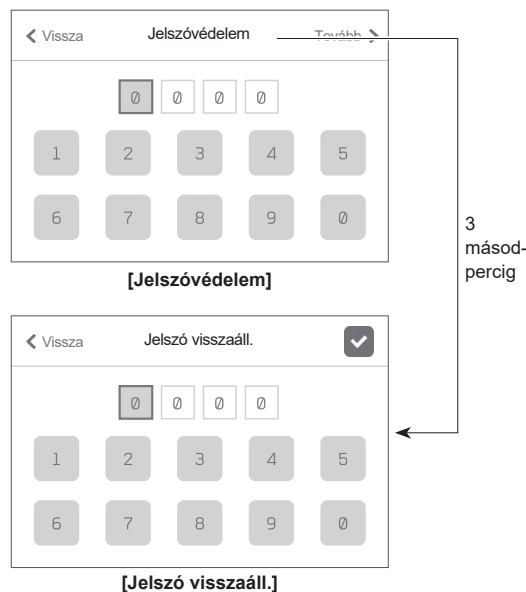 Vissza Jelszóvédelem Tovább
0 0 0 0
1 2 3 4 5
6 7 8 9 0
[Jelszóvédelem]
3
másod-
percig
Vissza Jelszó visszaáll.
0 0 0 0
1 2 3 4 5
6 7 8 9 0
[Jelszó visszaáll.]